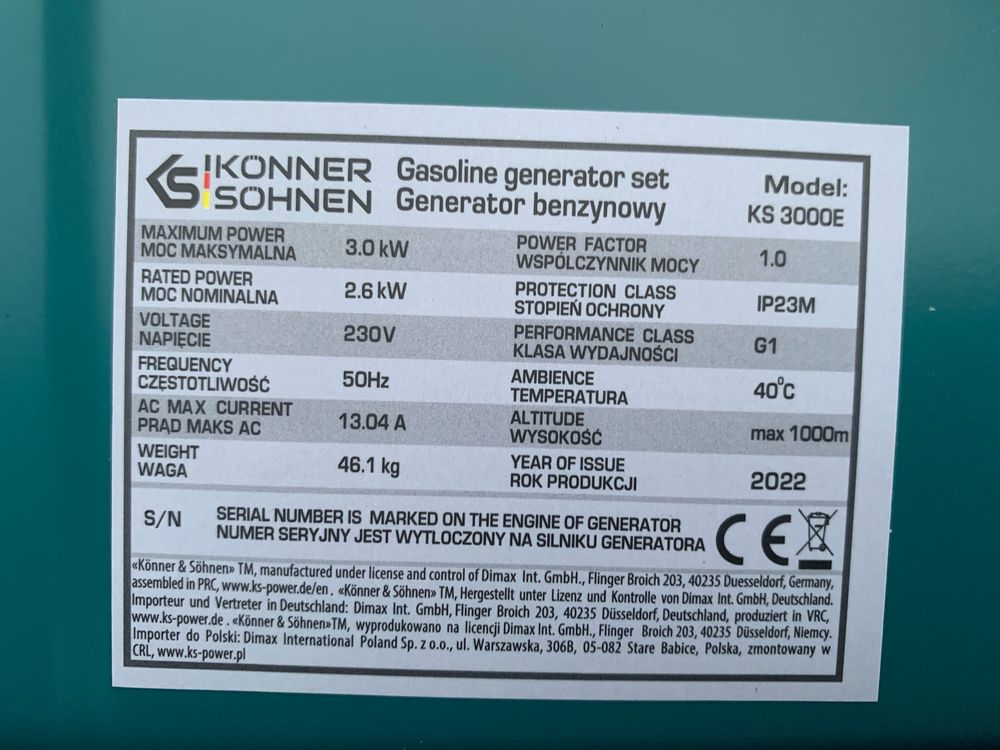 KS KÖNNER SÖHNEN
Gasoline generator set
Generator benzynowy
Model:
KS 3000E
MAXIMUM POWER
MOC MAKSYMALNA
3.0 kW
POWER FACTOR
WSPÓLCZYNNIK MOCY
1.0
RATED POWER
MOC NOMINALNA
2.6 kW
PROTECTION CLASS
STOPIEŃ OCHRONY
IP23M
VOLTAGE
NAPIĘCIE
230V
PERFORMANCE CLASS
KLASA WYDAJNOŚCI
G1
FREQUENCY
CZĘSTOTLIWOŚĆ
50Hz
AMBIENCE
TEMPERATURA
40°C
AC MAX CURRENT
PRĄD MAKS AC
13.04 A
ALTITUDE
WYSOKOŚĆ
max 1000m
WEIGHT
WAGA
46.1 kg
YEAR OF ISSUE
ROK PRODUKCJI
2022
S/N
SERIAL NUMBER IS MARKED ON THE ENGINE OF GENERATOR
NUMER SERYJNY JEST WYTLOCZONY NA SILNIKU GENERATORA
CE
«Könner & Söhnen» TM, manufactured under license and control of Dimax Int. GmbH., Flinger Broich 203, 40235 Duesseldorf, Germany,
assembled in PRC, www.ks-power.de/en . «Könner & Söhnen» TM, Hergestellt unter Lizenz und Kontrolle von Dimax Int. GmbH, Deutschland.
Importeur und Vertreter in Deutschland: Dimax Int. GmbH, Flinger Broich 203, 40235 Düsseldorf, Deutschland, produziert in VRC,
www.ks-power.de . «Könner & Söhnen»TM, wyprodukowano na licencji Dimax Int. GmbH., Flinger Broich 203, 40235 Düsseldorf, Niemcy.
Importer do Polski: Dimax International Poland Sp. z o.o., ul. Warszawska, 306B, 05-082 Stare Babice, Polska, zmontowany w
CRL, www.ks-power.pl